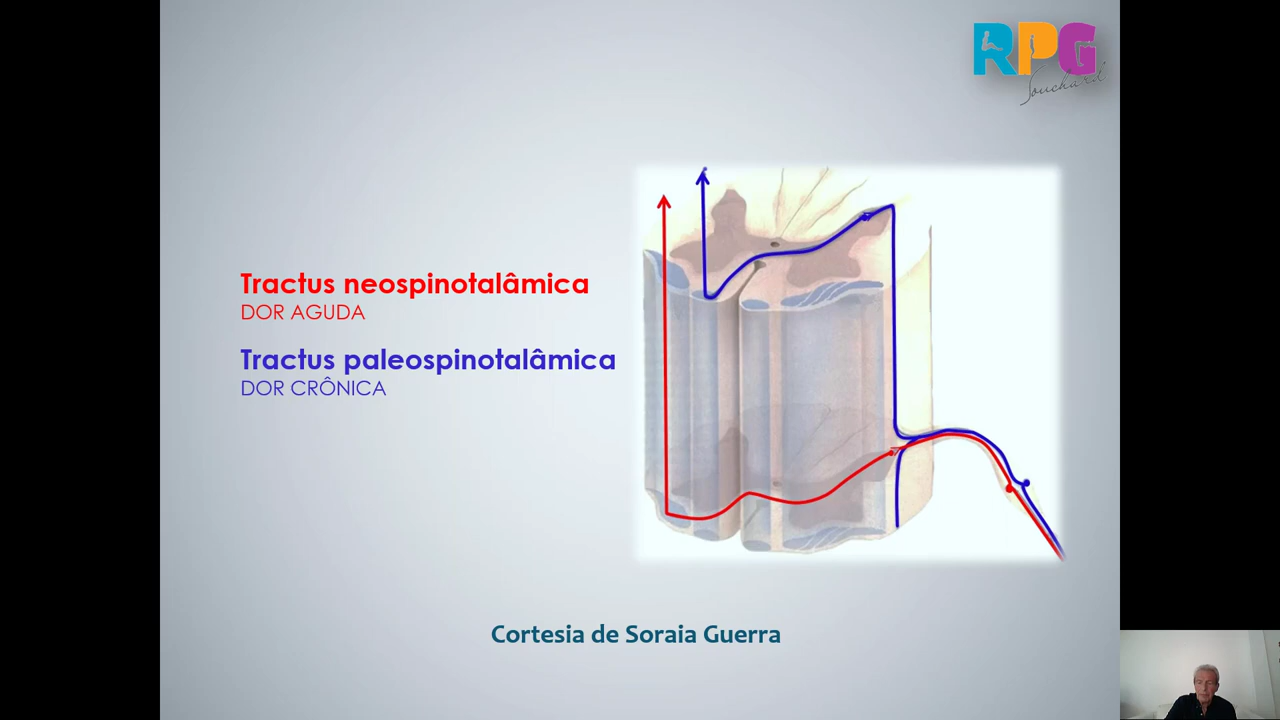 RPG
Souchard
Tractus neospinotalâmica
DOR AGUDA
Tractus paleospinotalâmica
DOR CRÔNICA
Cortesia de Soraia Guerra